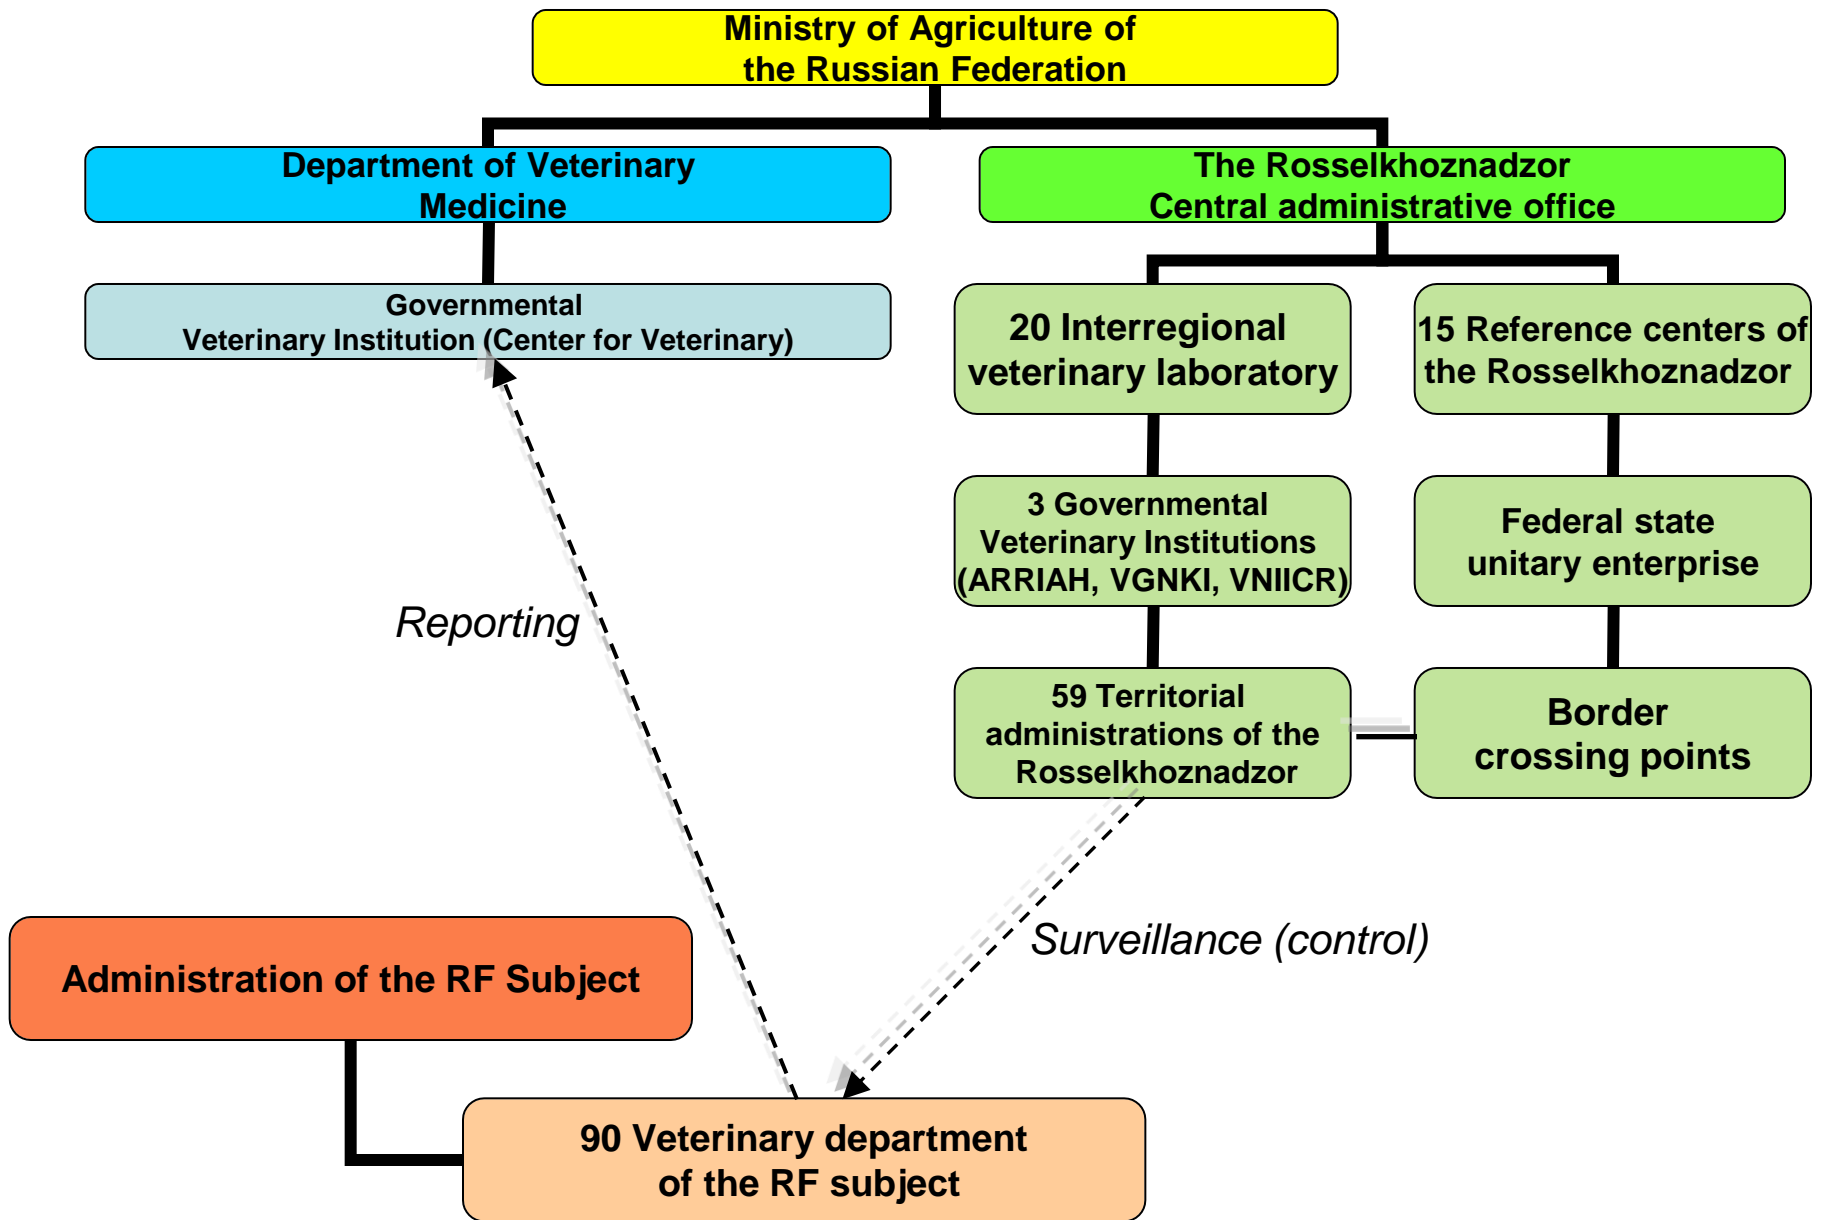 Ministry of Agriculture of
the Russian Federation
Department of Veterinary
Medicine
The Rosselkhoznadzor
Central administrative office
Governmental
Veterinary Institution (Center for Veterinary)
20 Interregional
veterinary laboratory
15 Reference centers of
the Rosselkhoznadzor
3 Governmental
Veterinary Institutions
(ARRIAH, VGNKI, VNIICR)
Federal state
unitary enterprise
Reporting
59 Territorial
administrations of the
Rosselkhoznadzor
Border
crossing points
Surveillance (control)
Administration of the RF Subject
90 Veterinary department
of the RF subject